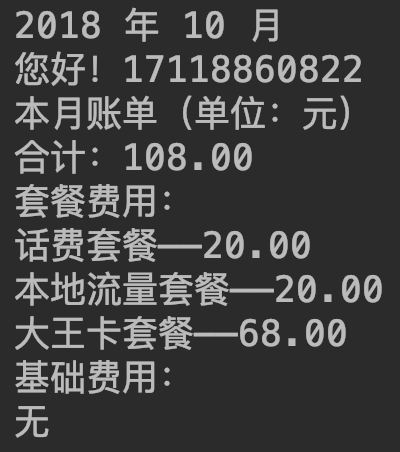 2018 年 10 月
您好！17118860822
本月账单（单位：元）
合计：108.00
套餐费用：
话费套餐——20.00
本地流量套餐——20.00
大王卡套餐——68.00
基础费用：
无